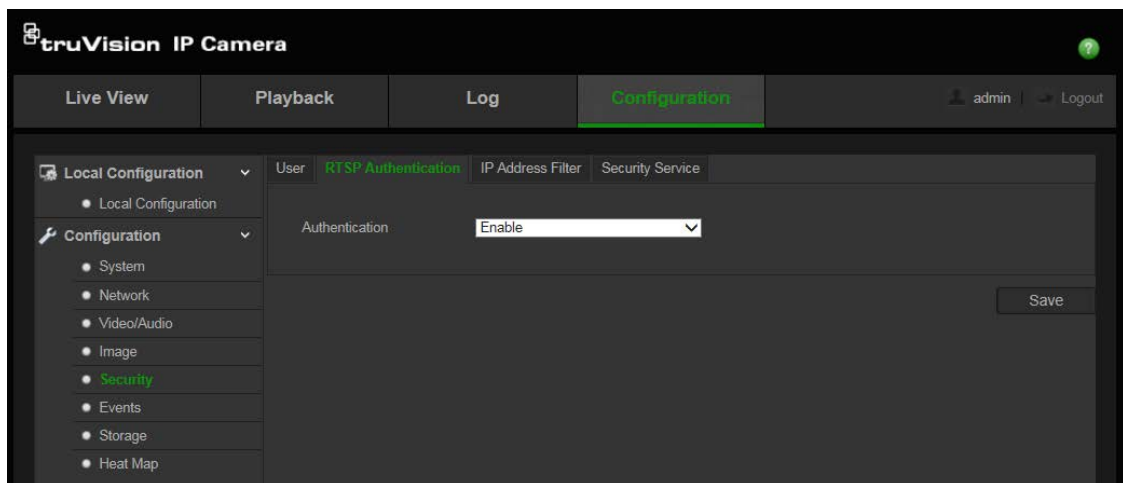 truVision IP Camera
?
Live View
Playback
Log
Configuration
admin | Logout
Local Configuration
Local Configuration
Configuration
System
Network
Video/Audio
Image
Security
Events
Storage
Heat Map
User
RTSP Authentication
IP Address Filter
Security Service
Authentication
Enable
Save